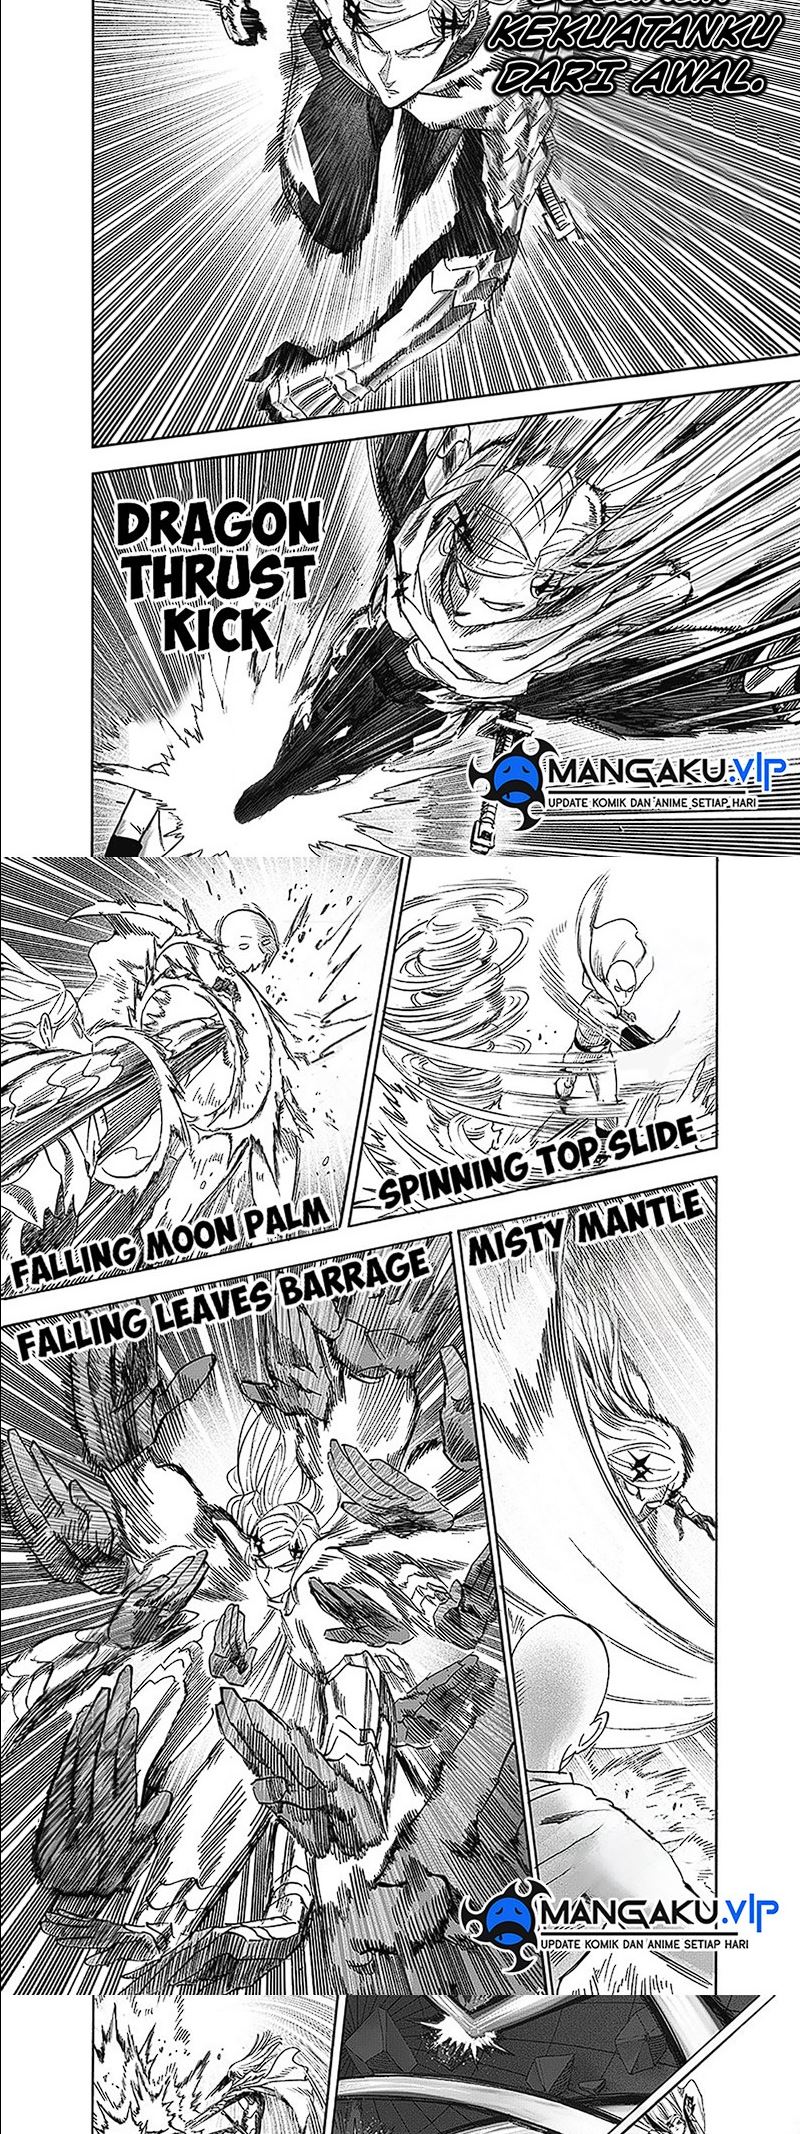 KEKUATANKU
DARI AWAL.
DRAGON
THRUST
KICK
MANGAKU.VIP
UPDATE KOMIK DAN ANIME SETIAP HARI
SPINNING TOP SLIDE
FALLING MOON PALM
MISTY MANTLE
FALLING LEAVES BARRAGE
MANGAKU.VIP
UPDATE KOMIK DAN ANIME SETIAP HARI